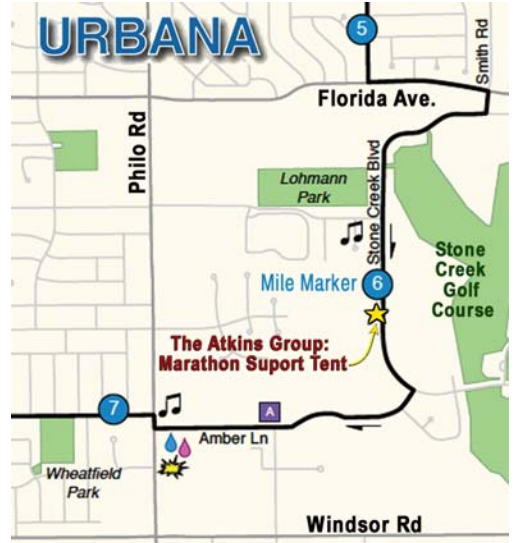 URBANA
5
Smith Rd
Florida Ave.
Philo Rd
Lohmann
Park
Stone Creek Blvd
Mile Marker
6
Stone
Creek
Golf
Course
The Atkins Group:
Marathon Suport Tent
7
A
Amber Ln
Wheatfield
Park
Windsor Rd